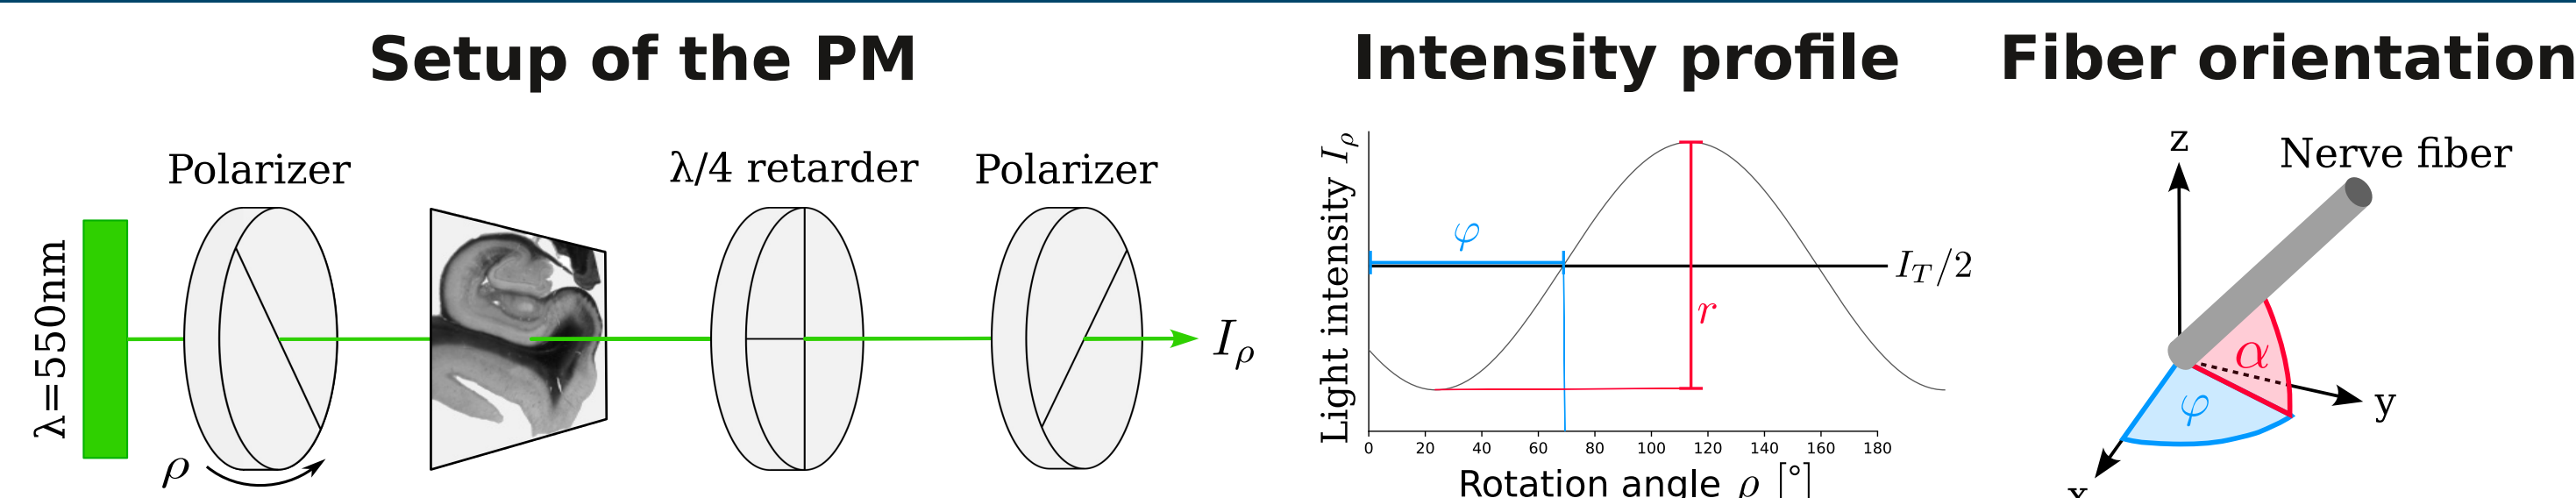 Setup of the PM
λ=550nm
Polarizer
ρ
λ/4 retarder
Polarizer
Iρ
Intensity profile
Light intensity Iρ
φ
r
IT/2
0 20 40 60 80 100 120 140 160 180
Rotation angle ρ [°]
Fiber orientation
z
Nerve fiber
α
φ
y
x